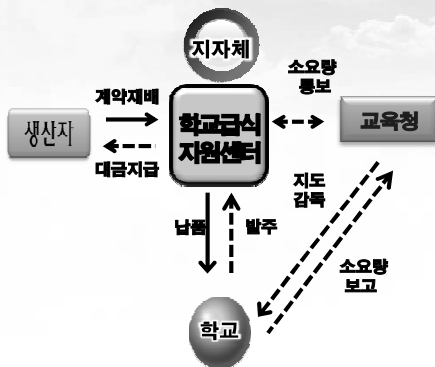 지자체
소요량
통보
계약재배
생산자
학교급식
지원센터
교육청
대금지급
지도
감독
납품
발주
소요량
보고
학교